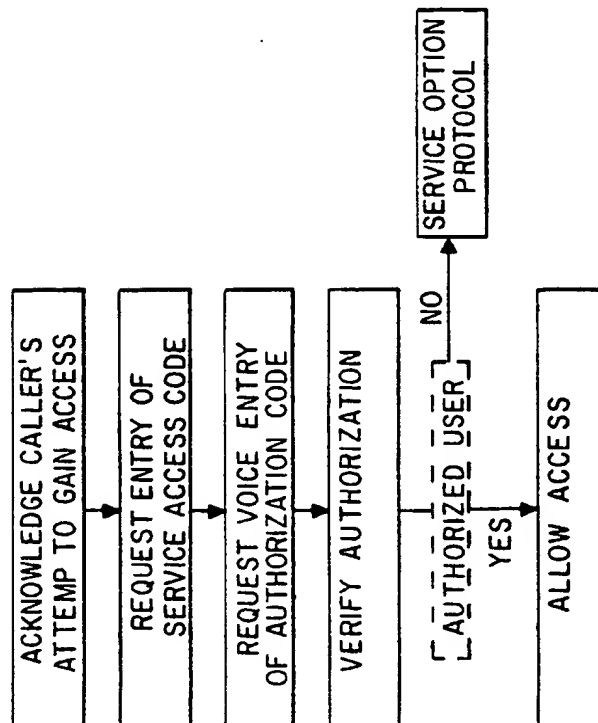 ACKNOWLEDGE CALLER'S
ATTEMP TO GAIN ACCESS
REQUEST ENTRY OF
SERVICE ACCESS CODE
REQUEST VOICE ENTRY
OF AUTHORIZATION CODE
VERIFY AUTHORIZATION
AUTHORIZED USER
NO
SERVICE OPTION
PROTOCOL
YES
ALLOW ACCESS